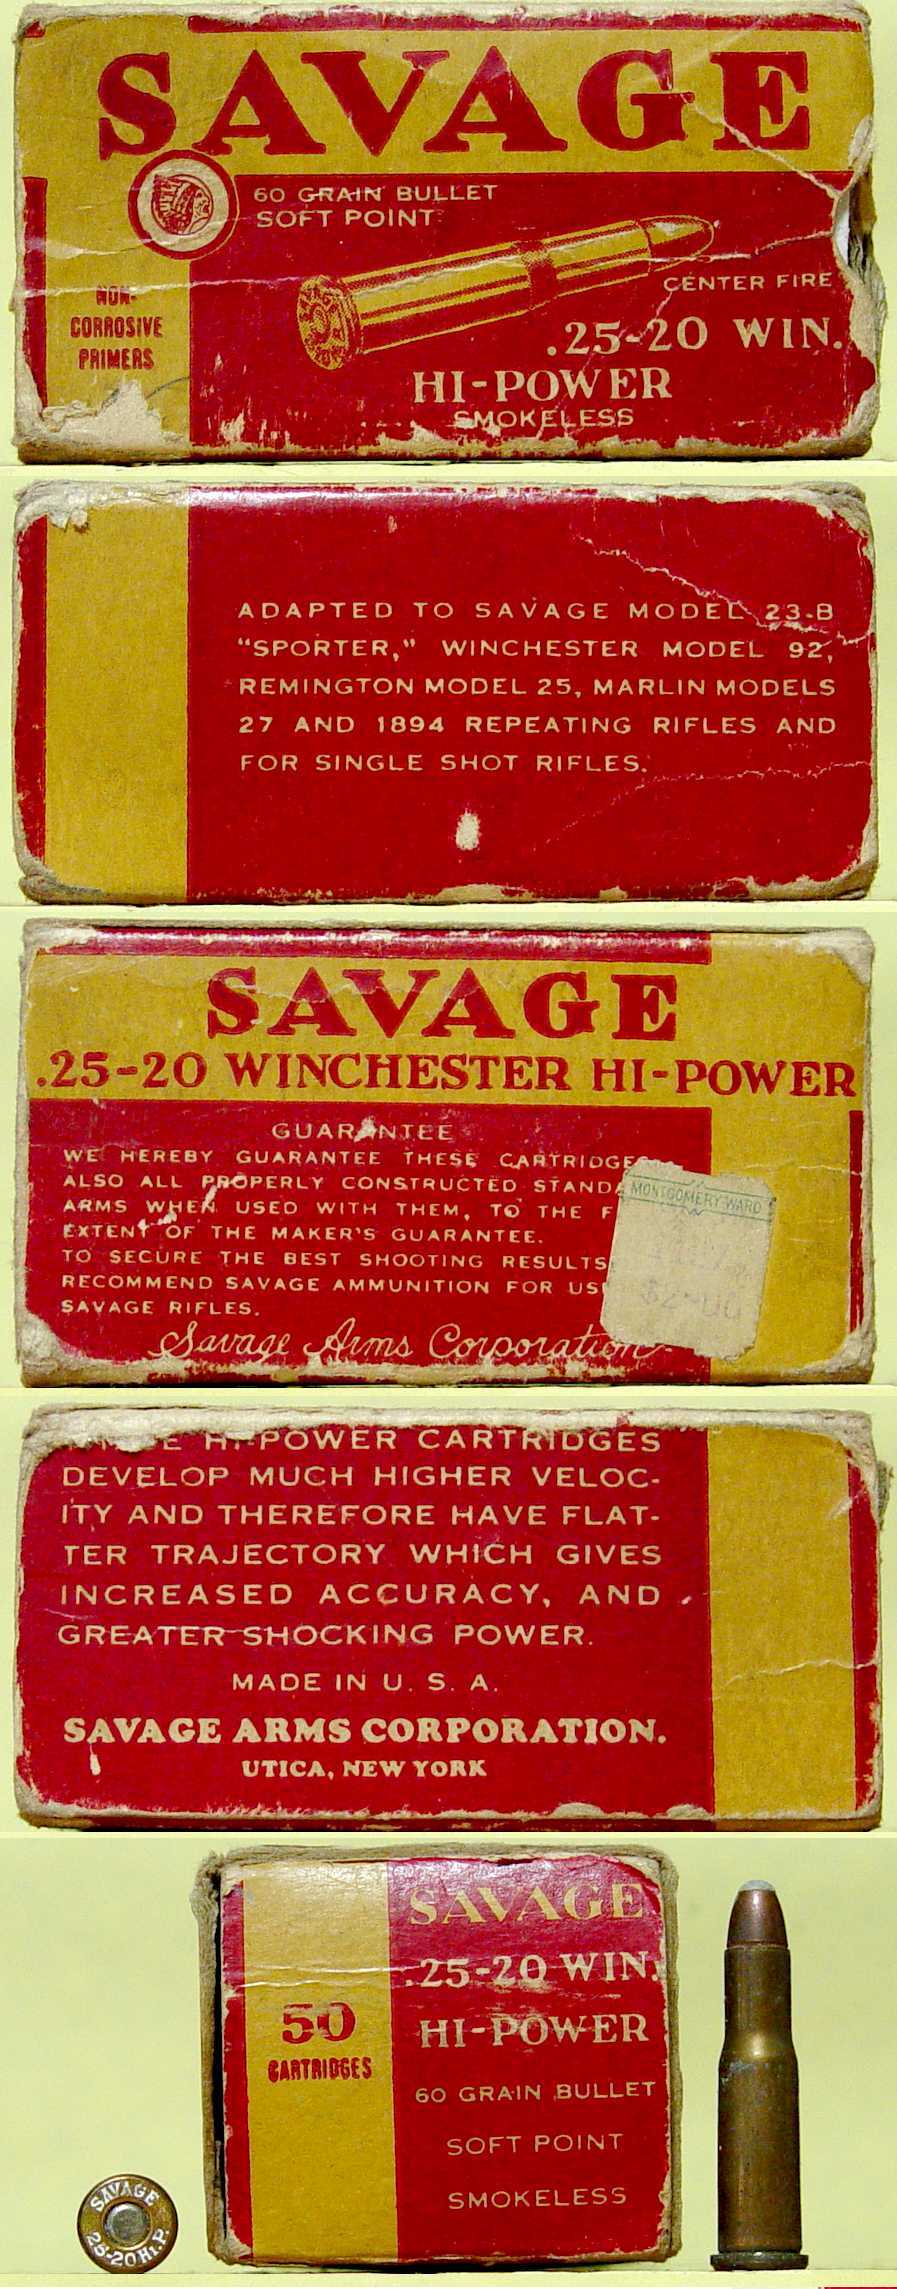 SAVAGE
60 GRAIN BULLET
SOFT POINT
CENTER FIRE
NON-
CORROSIVE
PRIMERS
.25-20 WIN.
HI-POWER
SMOKELESS
ADAPTED TO SAVAGE MODEL 23-B
"SPORTER," WINCHESTER MODEL 92,
REMINGTON MODEL 25, MARLIN MODELS
27 AND 1894 REPEATING RIFLES AND
FOR SINGLE SHOT RIFLES.
SAVAGE
.25-20 WINCHESTER HI-POWER
GUARANTEE
WE HEREBY GUARANTEE THESE CARTRIDGES
ALSO ALL PROPERLY CONSTRUCTED
ARMS WHEN USED WITH THEM, TO THE
EXTENT OF THE MAKER'S GUARANTEE.
TO SECURE THE BEST SHOOTING RESULTS
RECOMMEND SAVAGE AMMUNITION FOR
SAVAGE RIFLES.
Savage Arms Corporation
MONTGOMERY WARD
HI-POWER CARTRIDGES
DEVELOP MUCH HIGHER VELOC-
ITY AND THEREFORE HAVE FLAT-
TER TRAJECTORY WHICH GIVES
INCREASED ACCURACY, AND
GREATER SHOCKING POWER.
MADE IN U. S. A.
SAVAGE ARMS CORPORATION.
UTICA, NEW YORK
50
CARTRIDGES
SAVAGE
.25-20 WIN.
HI-POWER
60 GRAIN BULLET
SOFT POINT
SMOKELESS
SAVAGE
25-20 Hi.P.